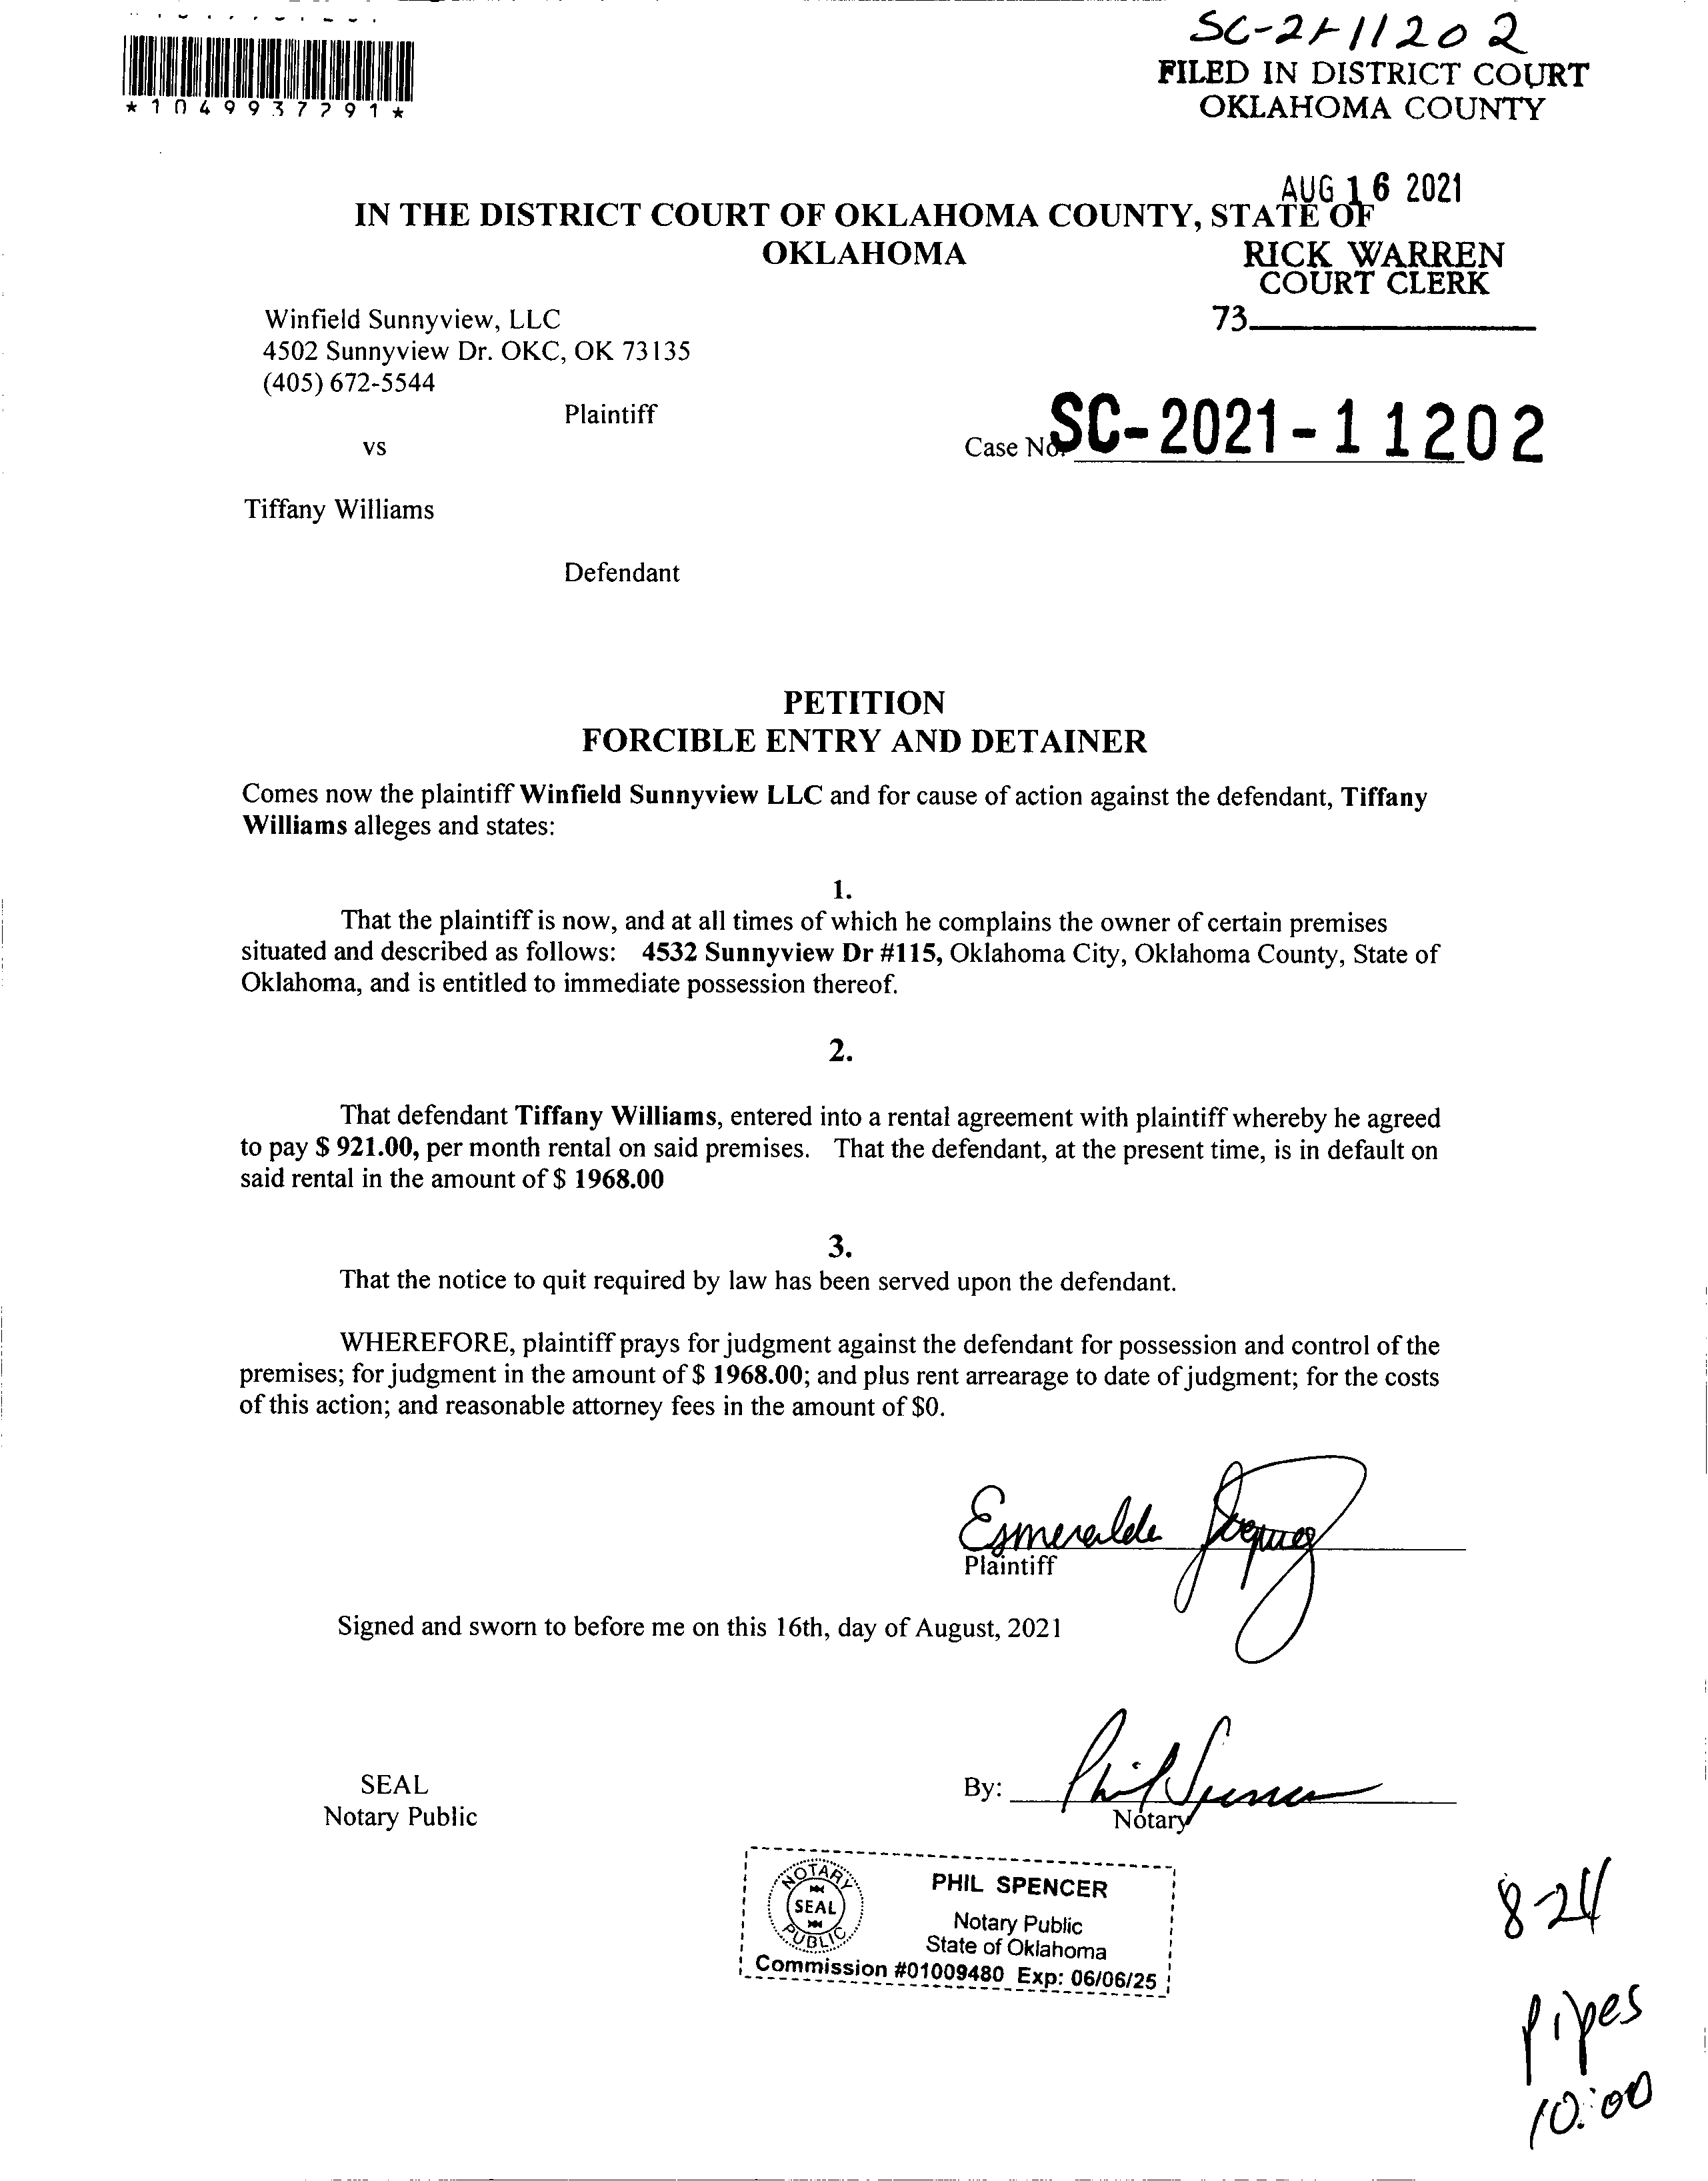 SC-21-11202
FILED IN DISTRICT COURT
OKLAHOMA COUNTY
*1049937791*
AUG 16 2021
IN THE DISTRICT COURT OF OKLAHOMA COUNTY, STATE OF
OKLAHOMA
RICK WARREN
COURT CLERK
73
Winfield Sunnyview, LLC
4502 Sunnyview Dr. OKC, OK 73135
(405) 672-5544
Plaintiff
vs
Case No. SC-2021-11202
Tiffany Williams
Defendant
PETITION
FORCIBLE ENTRY AND DETAINER
Comes now the plaintiff Winfield Sunnyview LLC and for cause of action against the defendant, Tiffany
Williams alleges and states:
1.
That the plaintiff is now, and at all times of which he complains the owner of certain premises
situated and described as follows: 4532 Sunnyview Dr #115, Oklahoma City, Oklahoma County, State of
Oklahoma, and is entitled to immediate possession thereof.
2.
That defendant Tiffany Williams, entered into a rental agreement with plaintiff whereby he agreed
to pay $ 921.00, per month rental on said premises. That the defendant, at the present time, is in default on
said rental in the amount of $ 1968.00
3.
That the notice to quit required by law has been served upon the defendant.
WHEREFORE, plaintiff prays for judgment against the defendant for possession and control of the
premises; for judgment in the amount of $ 1968.00; and plus rent arrearage to date of judgment; for the costs
of this action; and reasonable attorney fees in the amount of $0.
Esmeralde
Plaintiff
Signed and sworn to before me on this 16th, day of August, 2021
SEAL
Notary Public
By: Phil Spencer
Notary
NOTARY
SEAL
PUBLIC
PHIL SPENCER
Notary Public
State of Oklahoma
Commission #01009480 Exp: 06/06/25
8-24
Pipes
10:00